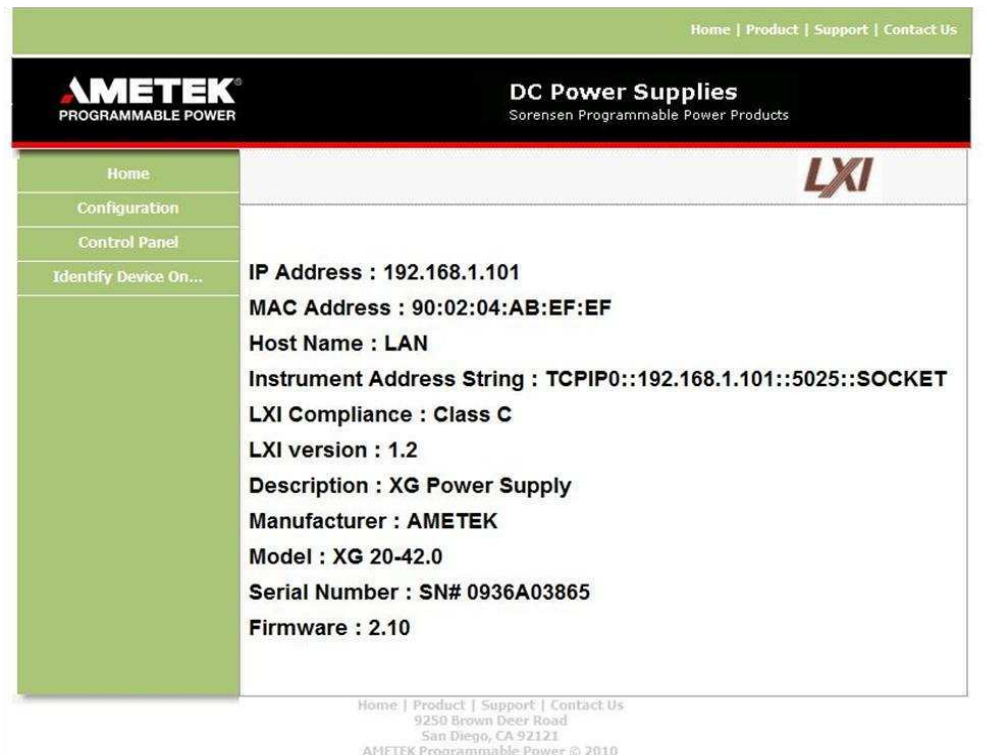 Home | Product | Support | Contact Us
AMETEK®
PROGRAMMABLE POWER
DC Power Supplies
Sorensen Programmable Power Products
LXI
Home
Configuration
Control Panel
Identify Device On...
IP Address : 192.168.1.101
MAC Address : 90:02:04:AB:EF:EF
Host Name : LAN
Instrument Address String : TCPIP0::192.168.1.101::5025::SOCKET
LXI Compliance : Class C
LXI version : 1.2
Description : XG Power Supply
Manufacturer : AMETEK
Model : XG 20-42.0
Serial Number : SN# 0936A03865
Firmware : 2.10
Home | Product | Support | Contact Us
9250 Brown Deer Road
San Diego, CA 92121
AMETEK Programmable Power © 2010